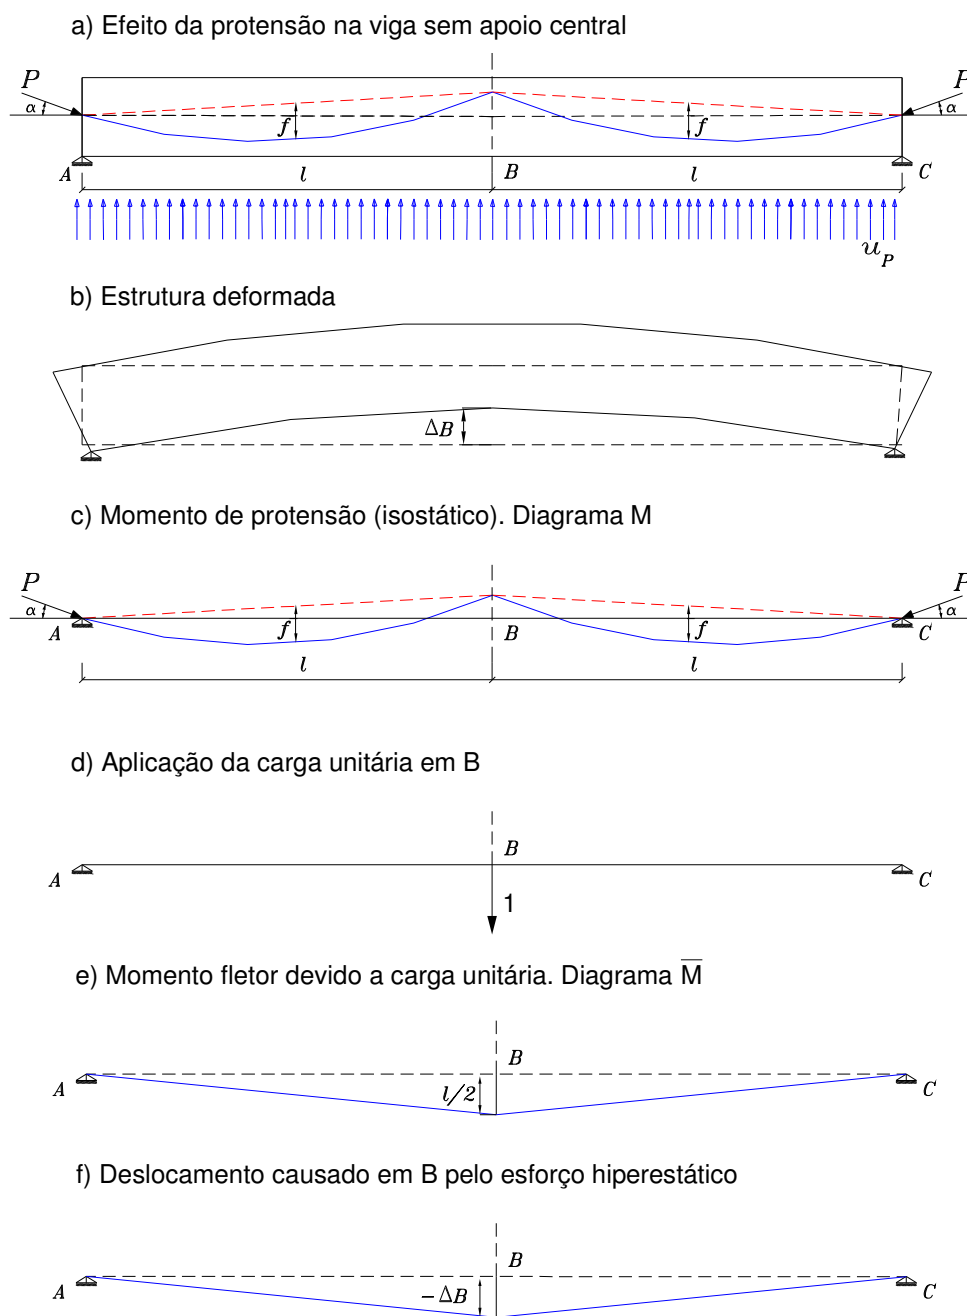 a) Efeito da protensão na viga sem apoio central
P P
α α
f f
A l B l C
u_P
b) Estrutura deformada
ΔB
c) Momento de protensão (isostático). Diagrama M
P P
α α
A f B f C
l l
d) Aplicação da carga unitária em B
B
A C
1
e) Momento fletor devido a carga unitária. Diagrama M̅
B
A l/2 C
f) Deslocamento causado em B pelo esforço hiperestático
B
A -ΔB C